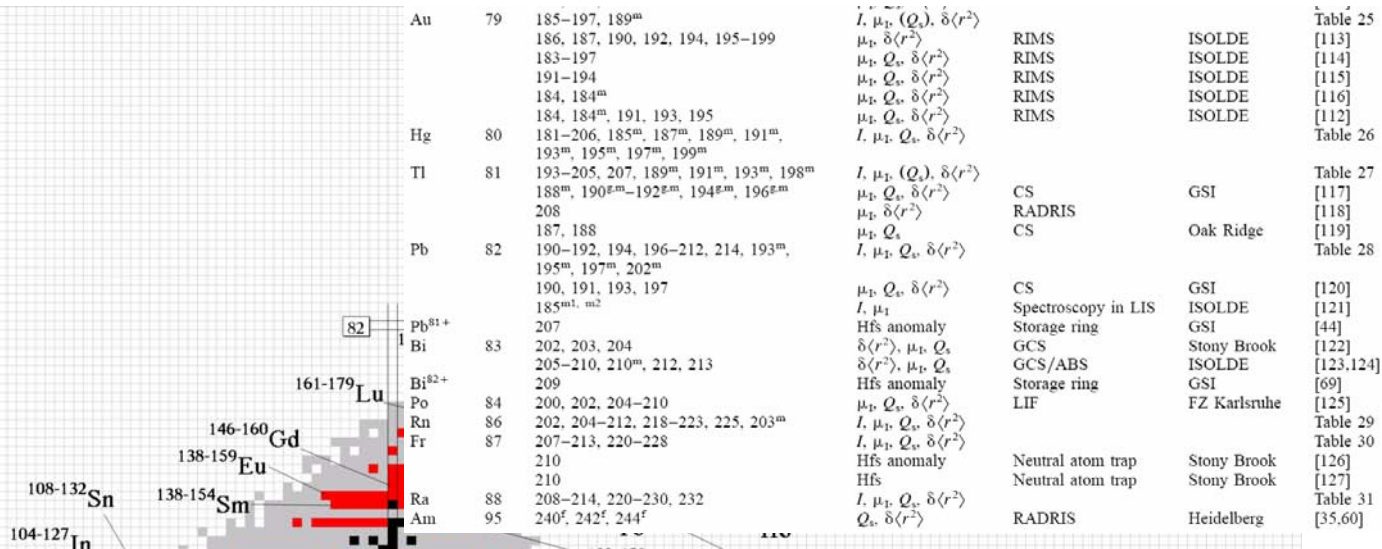 Au 79 185–197, 189ᵐ I, μI, (Qs), δ⟨r²⟩ Table 25
186, 187, 190, 192, 194, 195–199 μI, δ⟨r²⟩ RIMS ISOLDE [113]
183–197 μI, Qs, δ⟨r²⟩ RIMS ISOLDE [114]
191–194 μI, Qs, δ⟨r²⟩ RIMS ISOLDE [115]
184, 184ᵐ μI, Qs, δ⟨r²⟩ RIMS ISOLDE [116]
184, 184ᵐ, 191, 193, 195 μI, Qs, δ⟨r²⟩ RIMS ISOLDE [112]
Hg 80 181–206, 185ᵐ, 187ᵐ, 189ᵐ, 191ᵐ, I, μI, Qs, δ⟨r²⟩ Table 26
193ᵐ, 195ᵐ, 197ᵐ, 199ᵐ
Tl 81 193–205, 207, 189ᵐ, 191ᵐ, 193ᵐ, 198ᵐ I, μI, (Qs), δ⟨r²⟩ Table 27
188ᵐ, 190ᵍ·ᵐ–192ᵍ·ᵐ, 194ᵍ·ᵐ, 196ᵍ·ᵐ μI, Qs, δ⟨r²⟩ CS GSI [117]
208 μI, δ⟨r²⟩ RADRIS [118]
187, 188 μI, Qs CS Oak Ridge [119]
Pb 82 190–192, 194, 196–212, 214, 193ᵐ, I, μI, Qs, δ⟨r²⟩ Table 28
195ᵐ, 197ᵐ, 202ᵐ
190, 191, 193, 197 μI, Qs, δ⟨r²⟩ CS GSI [120]
185ᵐ¹, ᵐ² I, μI Spectroscopy in LIS ISOLDE [121]
Pb⁸¹⁺ 207 Hfs anomaly Storage ring GSI [44]
Bi 83 202, 203, 204 δ⟨r²⟩, μI, Qs GCS Stony Brook [122]
205–210, 210ᵐ, 212, 213 δ⟨r²⟩, μI, Qs GCS/ABS ISOLDE [123,124]
Bi⁸²⁺ 209 Hfs anomaly Storage ring GSI [69]
Po 84 200, 202, 204–210 μI, Qs, δ⟨r²⟩ LIF FZ Karlsruhe [125]
Rn 86 202, 204–212, 218–223, 225, 203ᵐ I, μI, Qs, δ⟨r²⟩ Table 29
Fr 87 207–213, 220–228 I, μI, Qs, δ⟨r²⟩ Table 30
210 Hfs anomaly Neutral atom trap Stony Brook [126]
210 Hfs Neutral atom trap Stony Brook [127]
Ra 88 208–214, 220–230, 232 I, μI, Qs, δ⟨r²⟩ Table 31
Am 95 240ᶠ, 242ᶠ, 244ᶠ Qs, δ⟨r²⟩ RADRIS Heidelberg [35,60]
82
1
161-179Lu
146-160Gd
138-159Eu
138-154Sm
108-132Sn
104-127In